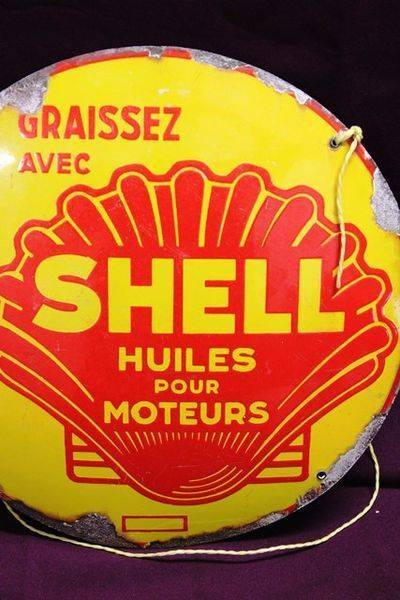 GRAISSEZ
AVEC
SHELL
HUILES
POUR
MOTEURS